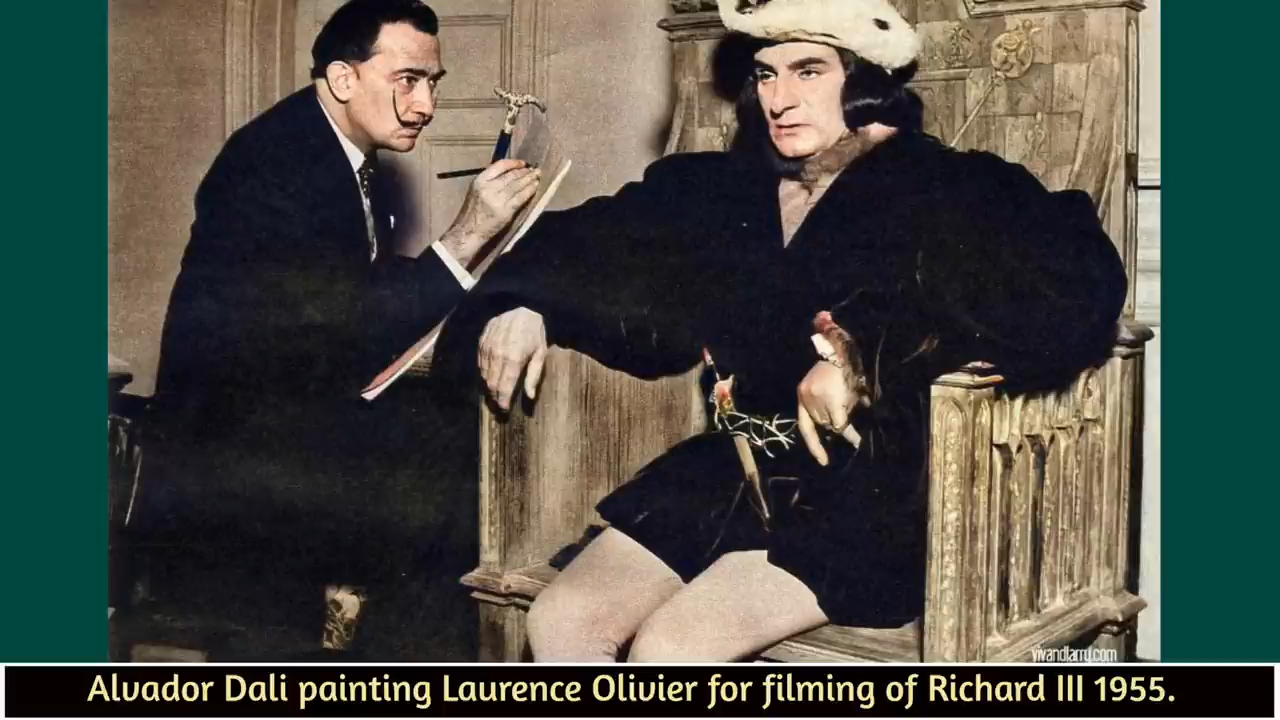 vivandlarry.com
Alvador Dali painting Laurence Olivier for filming of Richard III 1955.